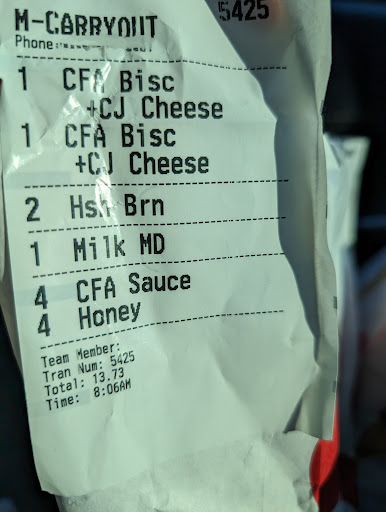 5425
M-CARRYOUT
Phone:
1 CFA Bisc
+CJ Cheese
1 CFA Bisc
+CJ Cheese
2 Hsh Brn
1 Milk MD
4 CFA Sauce
4 Honey
Team Member:
Tran Num: 5425
Total: 13.73
Time: 8:06AM